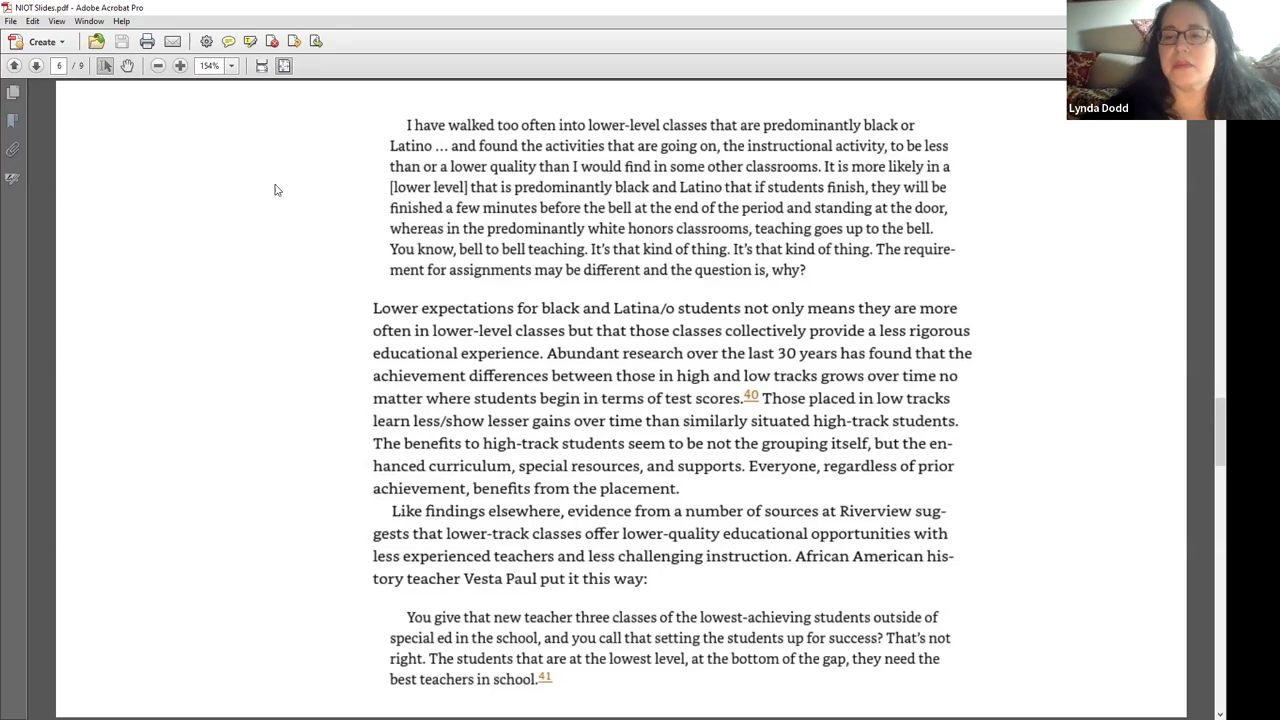 NIOT Slides.pdf - Adobe Acrobat Pro
File Edit View Window Help
Create
6 / 9 154%
Lynda Dodd
I have walked too often into lower-level classes that are predominantly black or
Latino ... and found the activities that are going on, the instructional activity, to be less
than or a lower quality than I would find in some other classrooms. It is more likely in a
[lower level] that is predominantly black and Latino that if students finish, they will be
finished a few minutes before the bell at the end of the period and standing at the door,
whereas in the predominantly white honors classrooms, teaching goes up to the bell.
You know, bell to bell teaching. It's that kind of thing. It's that kind of thing. The require-
ment for assignments may be different and the question is, why?
Lower expectations for black and Latina/o students not only means they are more
often in lower-level classes but that those classes collectively provide a less rigorous
educational experience. Abundant research over the last 30 years has found that the
achievement differences between those in high and low tracks grows over time no
matter where students begin in terms of test scores.40 Those placed in low tracks
learn less/show lesser gains over time than similarly situated high-track students.
The benefits to high-track students seem to be not the grouping itself, but the en-
hanced curriculum, special resources, and supports. Everyone, regardless of prior
achievement, benefits from the placement.
Like findings elsewhere, evidence from a number of sources at Riverview sug-
gests that lower-track classes offer lower-quality educational opportunities with
less experienced teachers and less challenging instruction. African American his-
tory teacher Vesta Paul put it this way:
You give that new teacher three classes of the lowest-achieving students outside of
special ed in the school, and you call that setting the students up for success? That's not
right. The students that are at the lowest level, at the bottom of the gap, they need the
best teachers in school.41